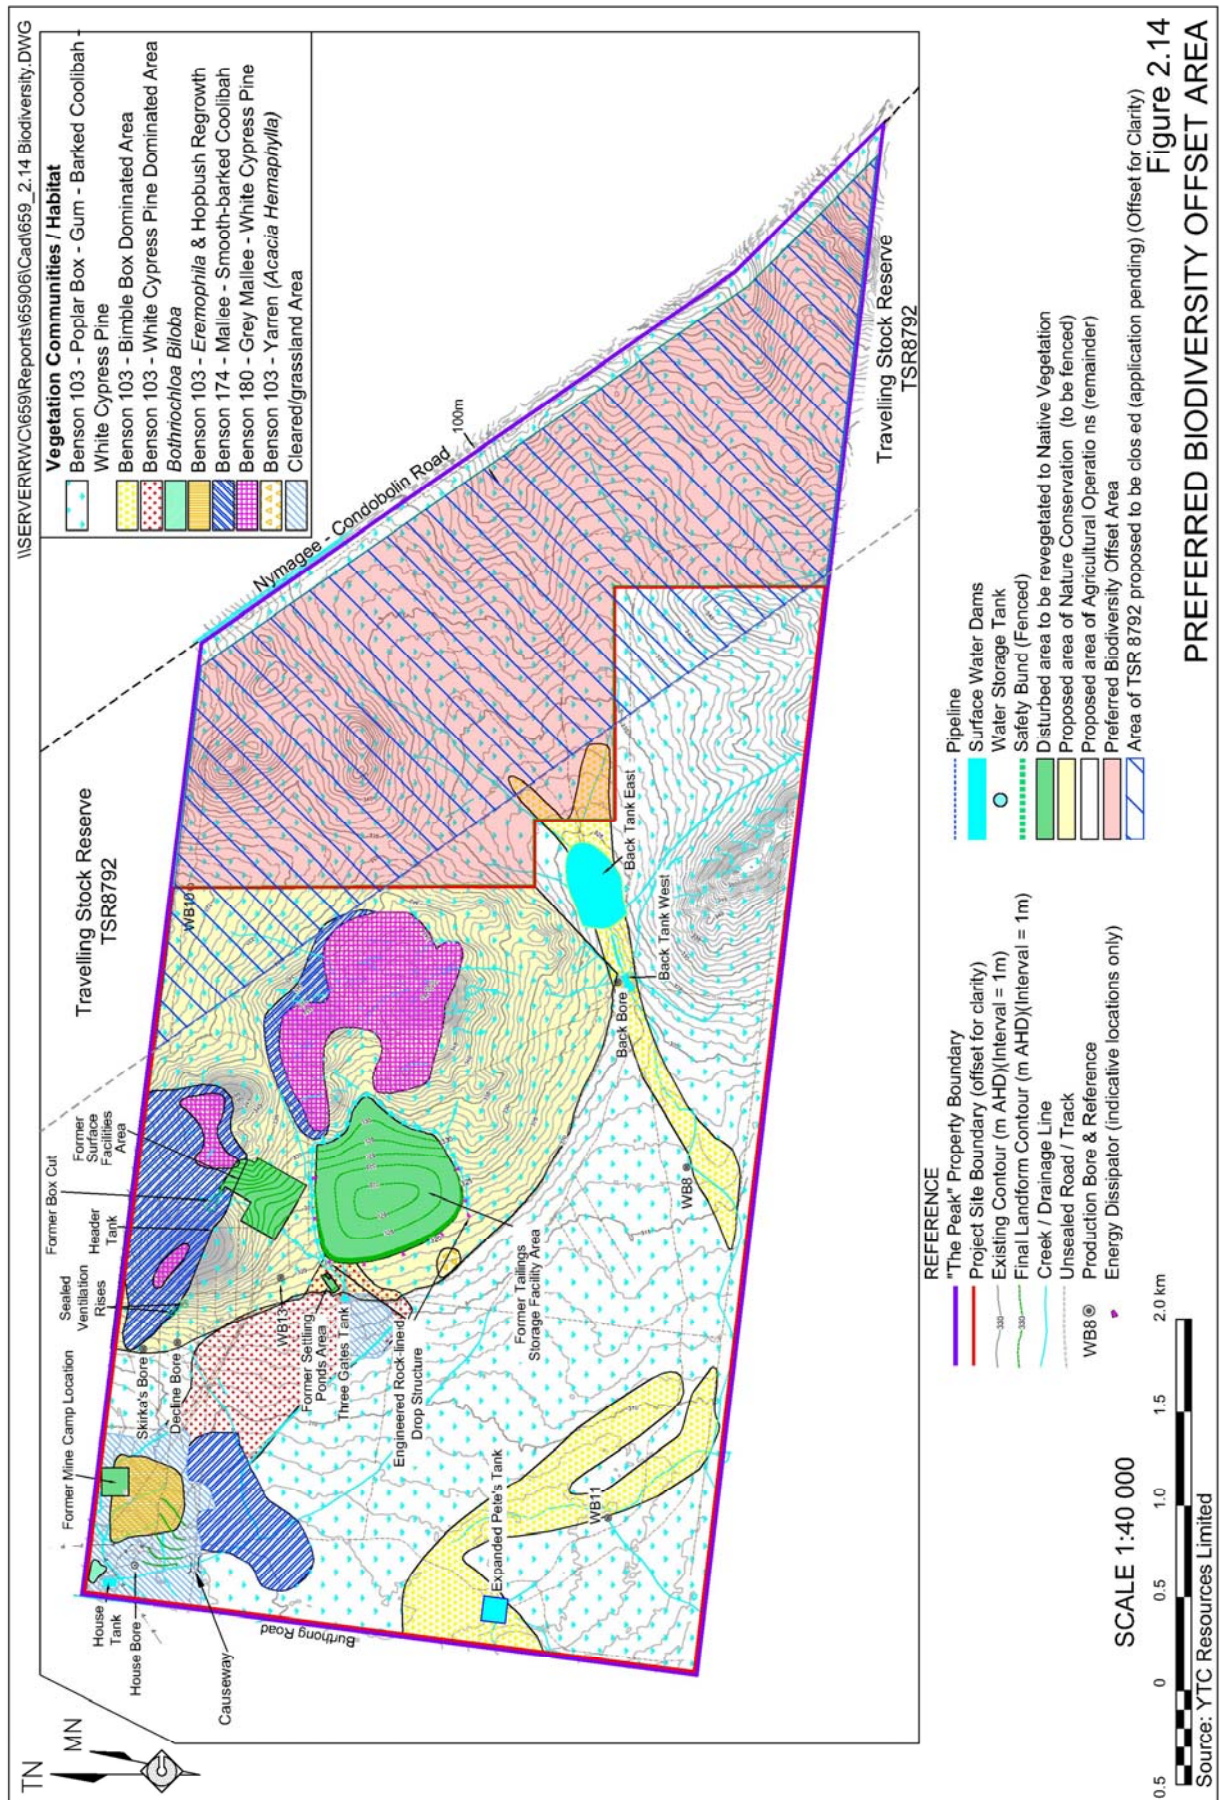 \\SERVER\RWC\659\Reports\65906\Cad\659_2.14 Biodiversity.DWG
TN
MN
Vegetation Communities / Habitat
Benson 103 - Poplar Box - Gum - Barked Coolibah -
White Cypress Pine
Benson 103 - Bimble Box Dominated Area
Benson 103 - White Cypress Pine Dominated Area
Bothriochloa Biloba
Benson 103 - Eremophila & Hopbush Regrowth
Benson 174 - Mallee - Smooth-barked Coolibah
Benson 180 - Grey Mallee - White Cypress Pine
Benson 103 - Yarren (Acacia Hemaphylla)
Cleared/grassland Area
Travelling Stock Reserve
TSR8792
Nymagee - Condobolin Road
100m
Travelling Stock Reserve
TSR8792
House
Tank
House Bore
Causeway
Burthong Road
Former Mine Camp Location
Skirka's Bore
Decline Bore
Sealed
Ventilation
Rises
Former Box Cut
Header
Tank
Former
Surface
Facilities
Area
WB10
WB13
Former Settling
Ponds Area
Three Gates Tank
Engineered Rock-lined
Drop Structure
Former Tailings
Storage Facility Area
Expanded Pete's Tank
WB11
WB8
Back Bore
Back Tank West
Back Tank East
REFERENCE
"The Peak" Property Boundary
Project Site Boundary (offset for clarity)
330
Existing Contour (m AHD)(Interval = 1m)
330
Final Landform Contour (m AHD)(Interval = 1m)
Creek / Drainage Line
Unsealed Road / Track
WB8
Production Bore & Reference
Energy Dissipator (indicative locations only)
Pipeline
Surface Water Dams
Water Storage Tank
Safety Bund (Fenced)
Disturbed area to be revegetated to Native Vegetation
Proposed area of Nature Conservation (to be fenced)
Proposed area of Agricultural Operatio ns (remainder)
Preferred Biodiversity Offset Area
Area of TSR 8792 proposed to be clos ed (application pending) (Offset for Clarity)
SCALE 1:40 000
0.5 0 0.5 1.0 1.5 2.0 km
Source: YTC Resources Limited
Figure 2.14
PREFERRED BIODIVERSITY OFFSET AREA